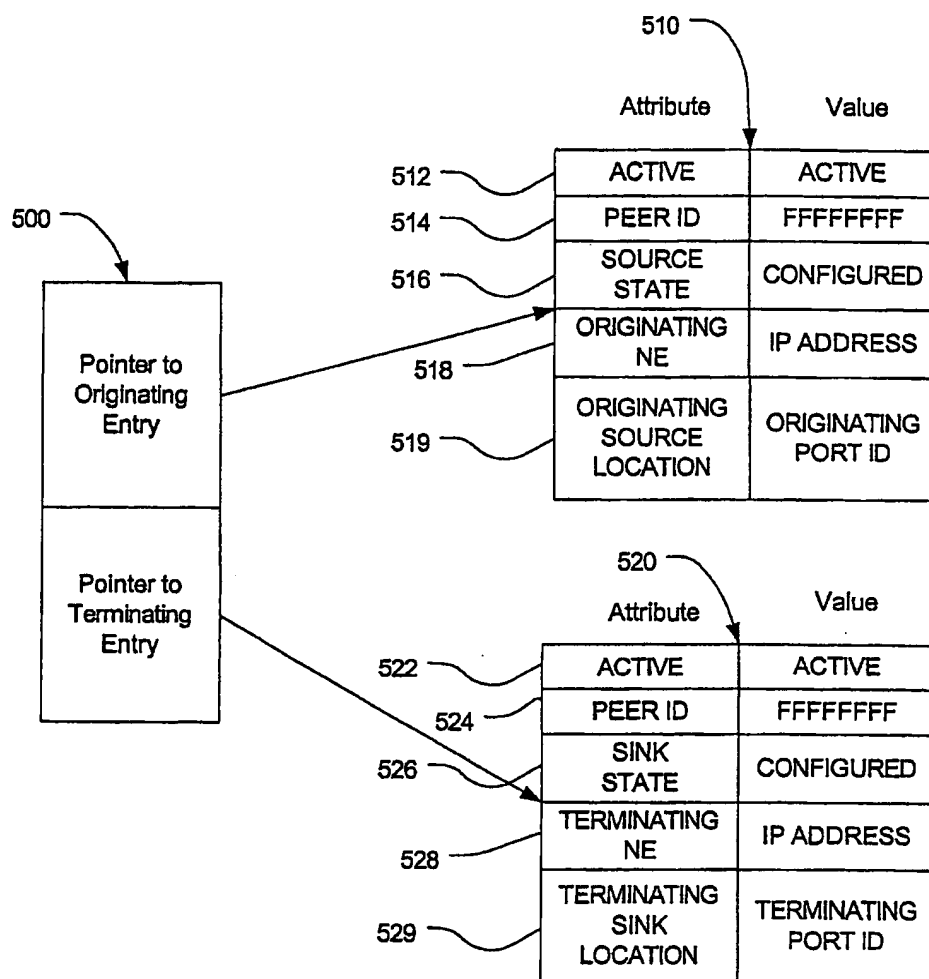 510
Attribute Value
512 ACTIVE ACTIVE
514 PEER ID FFFFFFFF
500
516 SOURCE
STATE CONFIGURED
Pointer to
Originating
Entry
518 ORIGINATING
NE IP ADDRESS
519 ORIGINATING
SOURCE
LOCATION ORIGINATING
PORT ID
Pointer to
Terminating
Entry
520
Attribute Value
522 ACTIVE ACTIVE
524 PEER ID FFFFFFFF
526 SINK
STATE CONFIGURED
528 TERMINATING
NE IP ADDRESS
529 TERMINATING
SINK
LOCATION TERMINATING
PORT ID